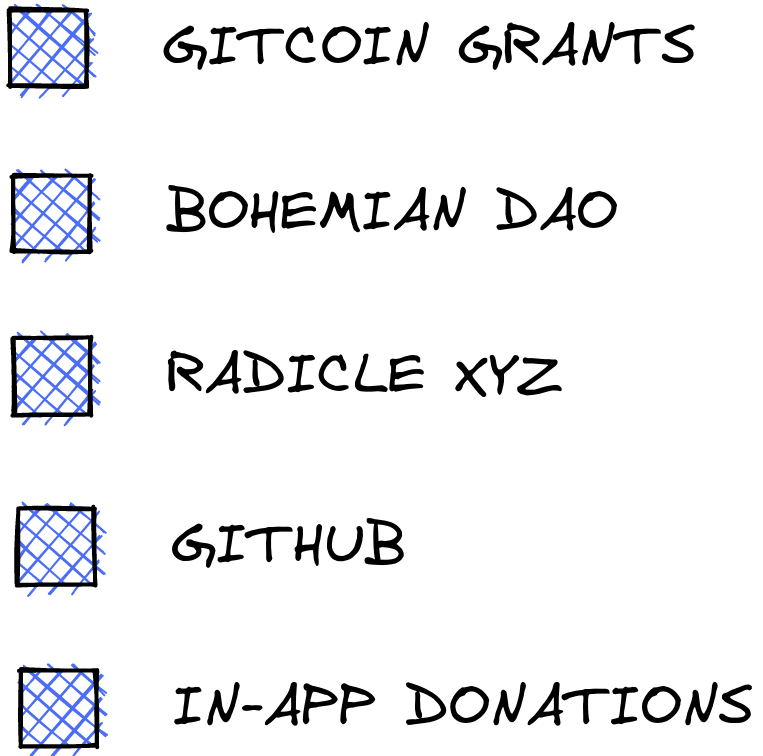 GITCOIN GRANTS
BOHEMIAN DAO
RADICLE XYZ
GITHUB
IN-APP DONATIONS